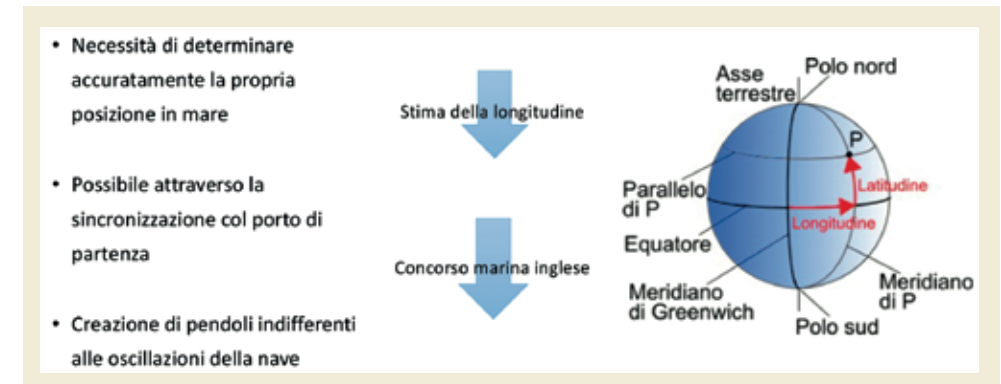 • Necessità di determinare
accuratamente la propria
posizione in mare
• Possibile attraverso la
sincronizzazione col porto di
partenza
• Creazione di pendoli indifferenti
alle oscillazioni della nave
Stima della longitudine
Concorso marina inglese
Asse
terrestre
Polo nord
P
Parallelo
di P
Latitudine
Longitudine
Equatore
Meridiano
di Greenwich
Meridiano
di P
Polo sud